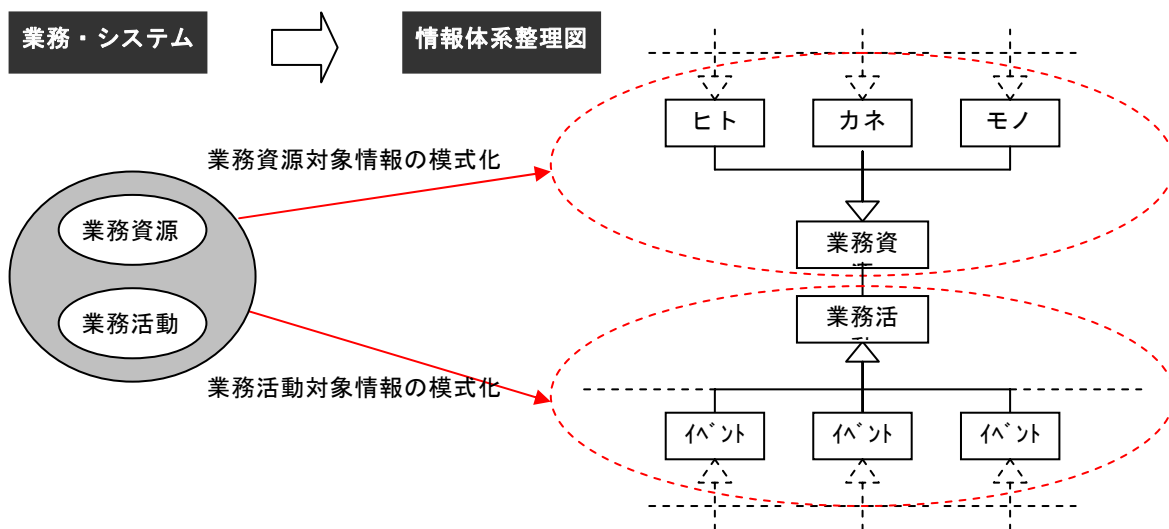 業務・システム
情報体系整理図
ヒト
カネ
モノ
業務資源対象情報の模式化
業務資源
業務資
業務活動
業務活
業務活動対象情報の模式化
ｲﾍﾞﾝﾄ
ｲﾍﾞﾝﾄ
ｲﾍﾞﾝﾄ